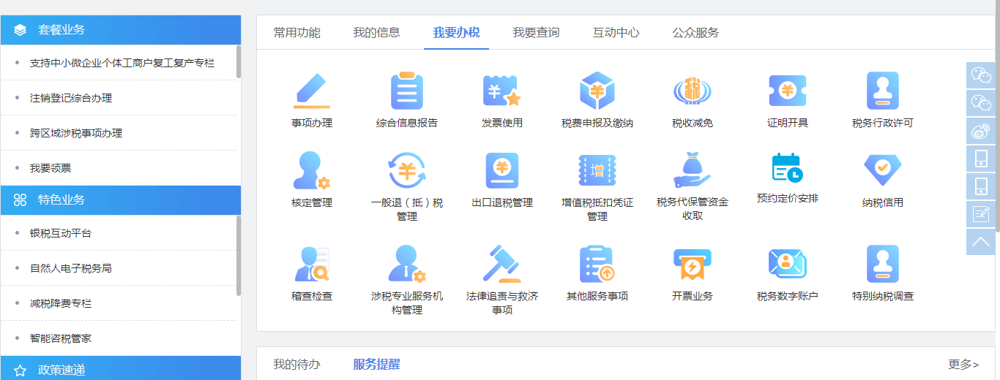 套餐业务
支持中小微企业个体工商户复工复产专栏
注销登记综合办理
跨区域涉税事项办理
我要领票
特色业务
银税互动平台
自然人电子税务局
减税降费专栏
智能咨税管家
政策速递
常用功能 我的信息 我要办税 我要查询 互动中心 公众服务
事项办理 综合信息报告 发票使用 税费申报及缴纳 税收减免 证明开具 税务行政许可
核定管理 一般退（抵）税 出口退税管理 增值税抵扣凭证 税务代保管资金 预约定价安排 纳税信用
管理 管理 收取
稽查检查 涉税专业服务机 法律追责与救济 其他服务事项 开票业务 税务数字账户 特别纳税调查
构管理 事项
我的待办 服务提醒 更多>